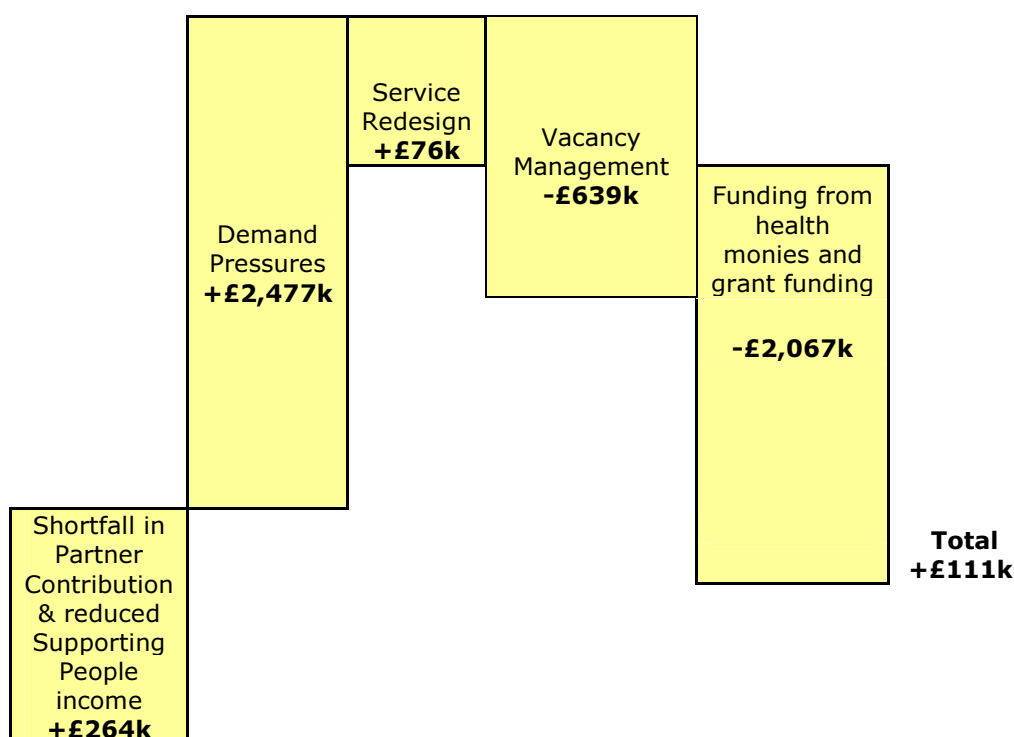 Shortfall in
Partner
Contribution
& reduced
Supporting
People
income
+£264k
Demand
Pressures
+£2,477k
Service
Redesign
+£76k
Vacancy
Management
-£639k
Funding from
health
monies and
grant funding
-£2,067k
Total
+£111k